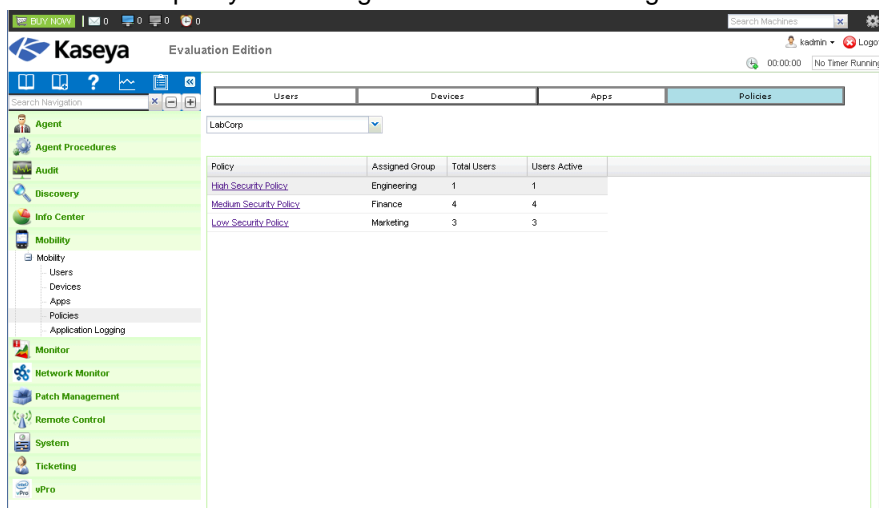 BUY NOW 0 0 0 0 Search Machines
Kaseya Evaluation Edition kadmin
00:00:00 No Timer Running
Search Navigation
Users Devices Apps Policies
LabCorp
Agent
Agent Procedures
Audit
Discovery
Info Center
Mobility
Mobility
Users
Devices
Apps
Policies
Application Logging
Monitor
Network Monitor
Patch Management
Remote Control
System
Ticketing
vPro
Policy Assigned Group Total Users Users Active
High Security Policy Engineering 1 1
Medium Security Policy Finance 4 4
Low Security Policy Marketing 3 3